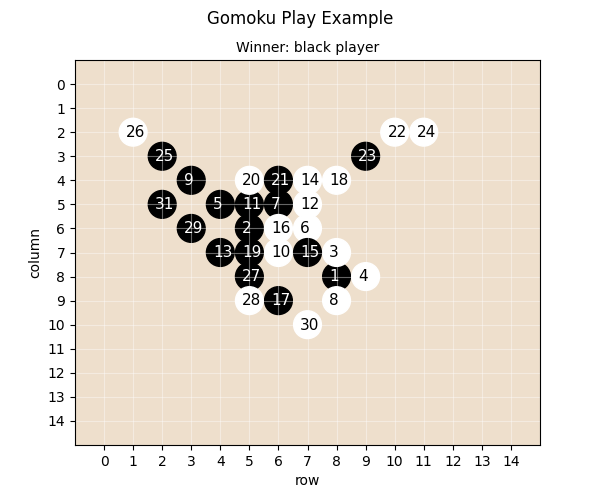 Gomoku Play Example
Winner: black player
0
1
2 26 22 24
3 25 23
4 9 20 21 14 18
5 31 5 11 7 12
6 29 2 16 6
7 13 19 10 15 3
8 27 1 4
9 28 17 8
10 30
11
12
13
14
column
0 1 2 3 4 5 6 7 8 9 10 11 12 13 14
row